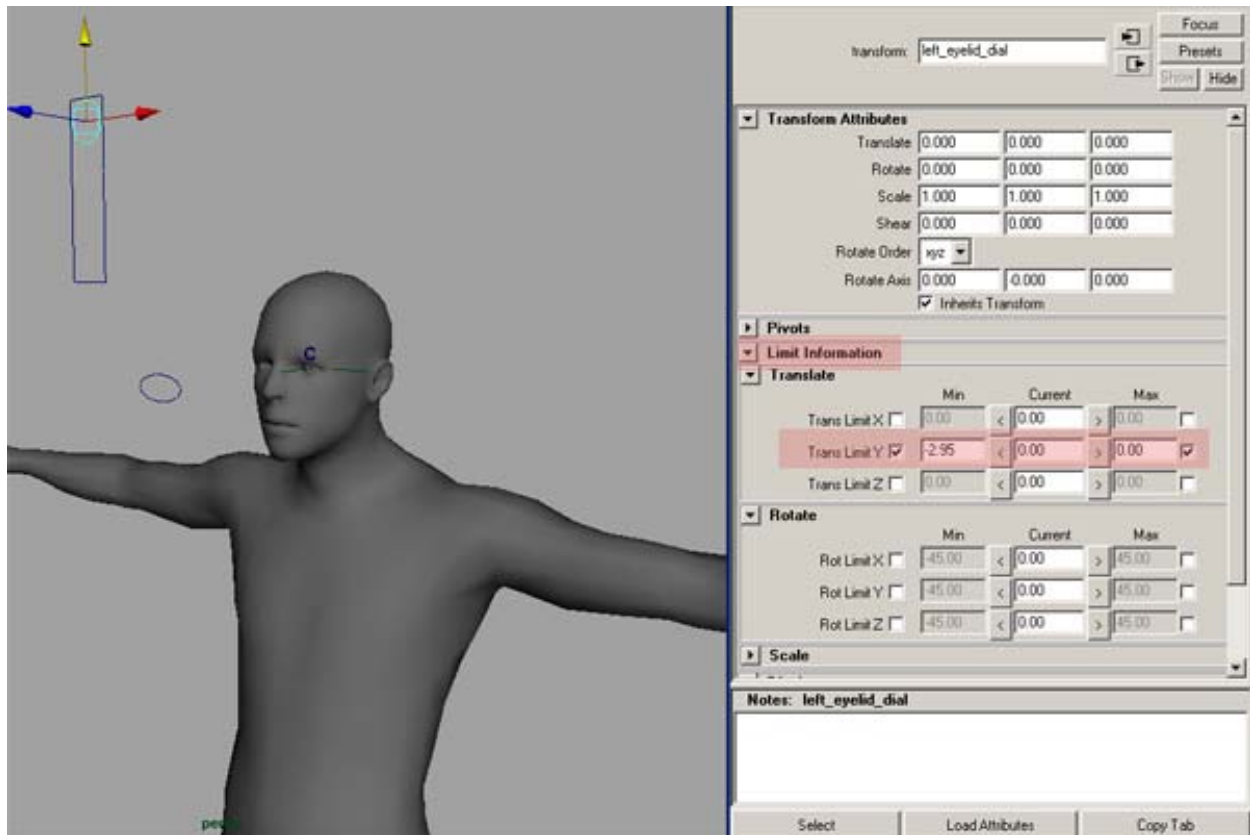 transform: left_eyelid_dial
Focus
Presets
Show Hide
Transform Attributes
Translate 0.000 0.000 0.000
Rotate 0.000 0.000 0.000
Scale 1.000 1.000 1.000
Shear 0.000 0.000 0.000
Rotate Order xyz
Rotate Axis 0.000 -0.000 0.000
Inherits Transform
Pivots
Limit Information
Translate
Min Current Max
Trans Limit X 0.00 < 0.00 > 0.00
Trans Limit Y -2.95 < 0.00 > 0.00
Trans Limit Z 0.00 < 0.00 > 0.00
Rotate
Min Current Max
Rot Limit X -45.00 < 0.00 > 45.00
Rot Limit Y -45.00 < 0.00 > 45.00
Rot Limit Z -45.00 < 0.00 > 45.00
Scale
Notes: left_eyelid_dial
Select Load Attributes Copy Tab
C